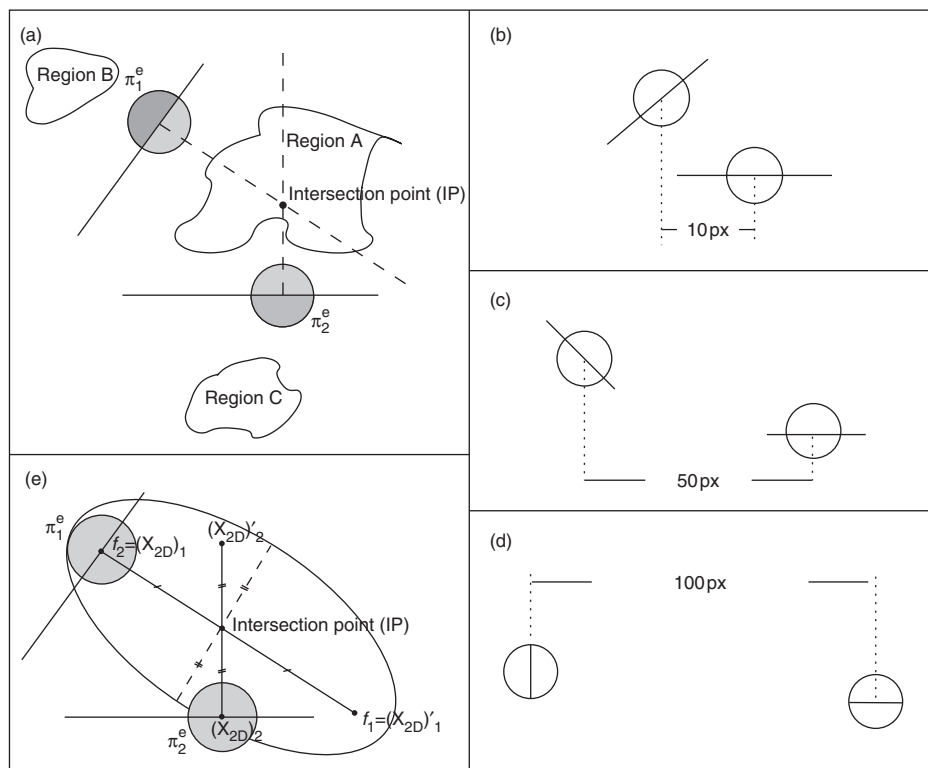 (a)
Region B
π₁ᵉ
Region A
Intersection point (IP)
π₂ᵉ
Region C
(b)
10px
(c)
50px
(d)
100px
(e)
π₁ᵉ
f₂=(X₂D)₁
(X₂D)′₂
Intersection point (IP)
f₁=(X₂D)′₁
(X₂D)₂
π₂ᵉ